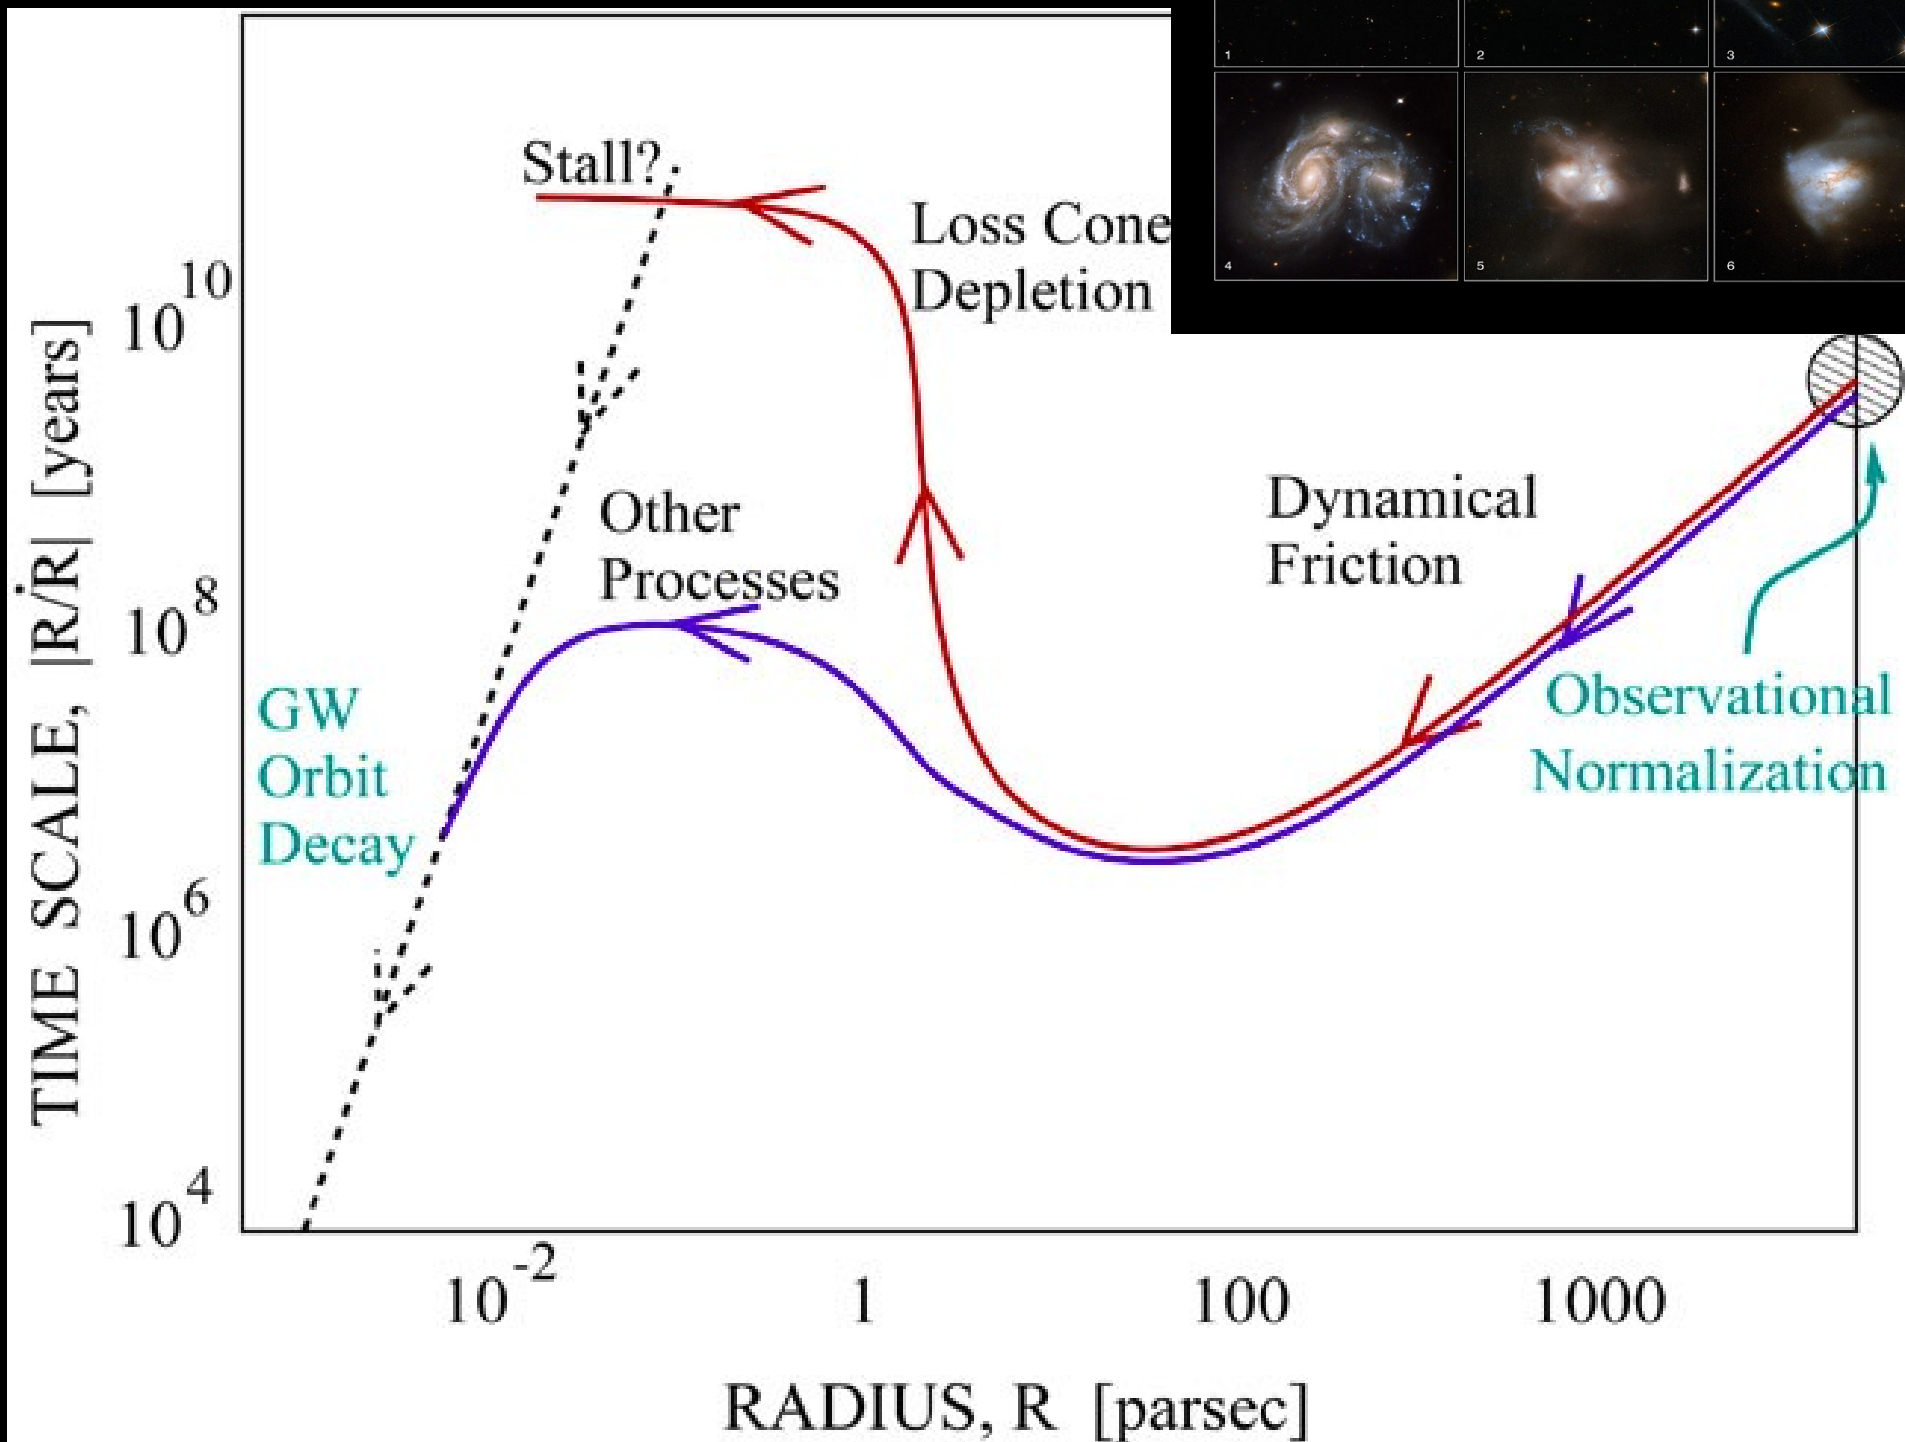 1
2
3
4
5
6
Stall?
Loss Cone
Depletion
10^10
TIME SCALE, |R/Ṙ| [years]
Other
Processes
Dynamical
Friction
10^8
GW
Orbit
Decay
Observational
Normalization
10^6
10^4
10^-2 1 100 1000
RADIUS, R [parsec]